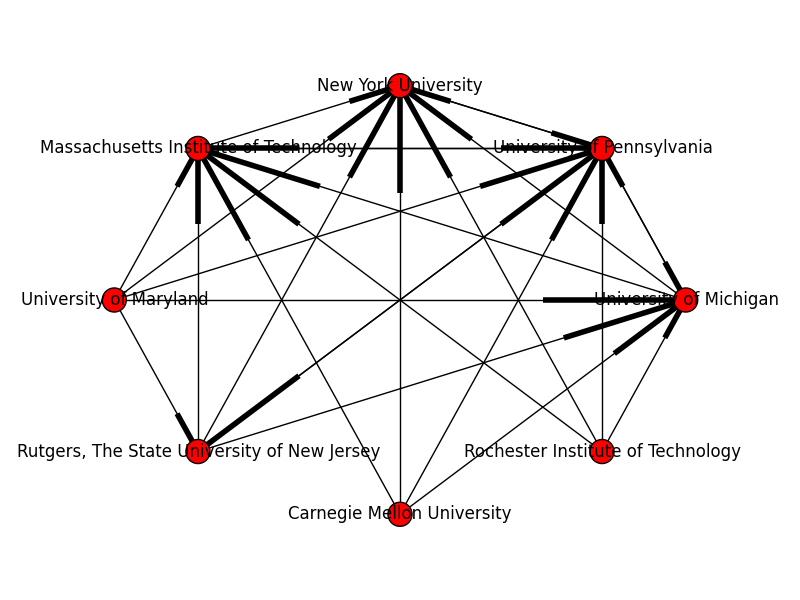 New York University
Massachusetts Institute of Technology
University of Pennsylvania
University of Maryland
University of Michigan
Rutgers, The State University of New Jersey
Rochester Institute of Technology
Carnegie Mellon University